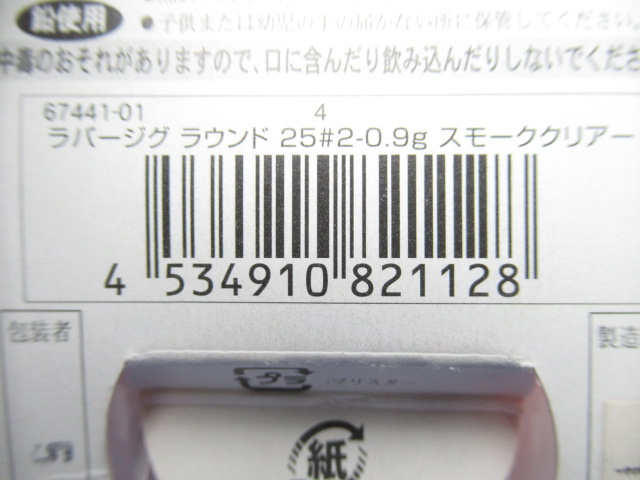 鉛使用
●子供または幼児の手の届かない所に保管してください。
中毒のおそれがありますので、口に含んだり飲み込んだりしないでくださ
67441-01 4
ラバージグ ラウンド 25#2-0.9g スモーククリアー
4 534910 821128
包装者
製造
プラ
:ブリスター
紙